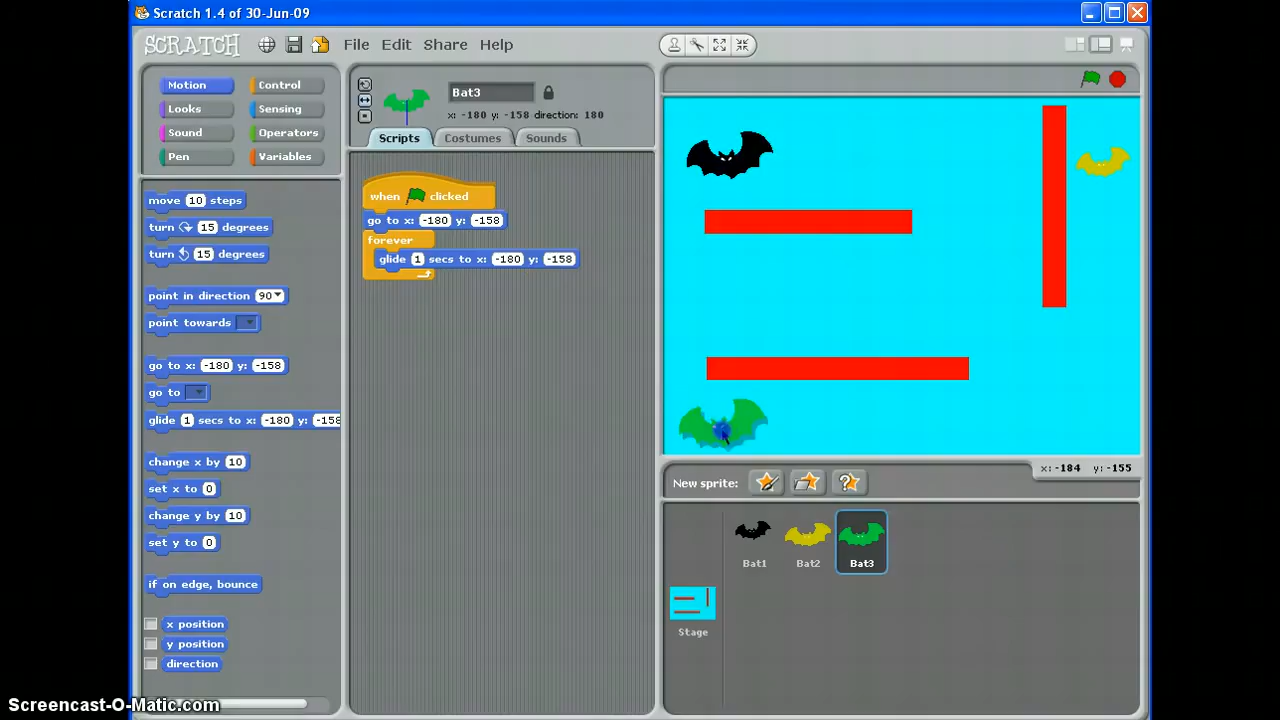 Scratch 1.4 of 30-Jun-09
SCRATCH
File Edit Share Help
Motion Control
Looks Sensing
Sound Operators
Pen Variables
move 10 steps
turn 15 degrees
turn 15 degrees
point in direction 90
point towards
go to x: -180 y: -158
go to
glide 1 secs to x: -180 y: -158
change x by 10
set x to 0
change y by 10
set y to 0
if on edge, bounce
x position
y position
direction
Bat3
x: -180 y: -158 direction: 180
Scripts Costumes Sounds
when clicked
go to x: -180 y: -158
forever
glide 1 secs to x: -180 y: -158
x: -184 y: -155
New sprite:
Bat1 Bat2 Bat3
Stage
Screencast-O-Matic.com